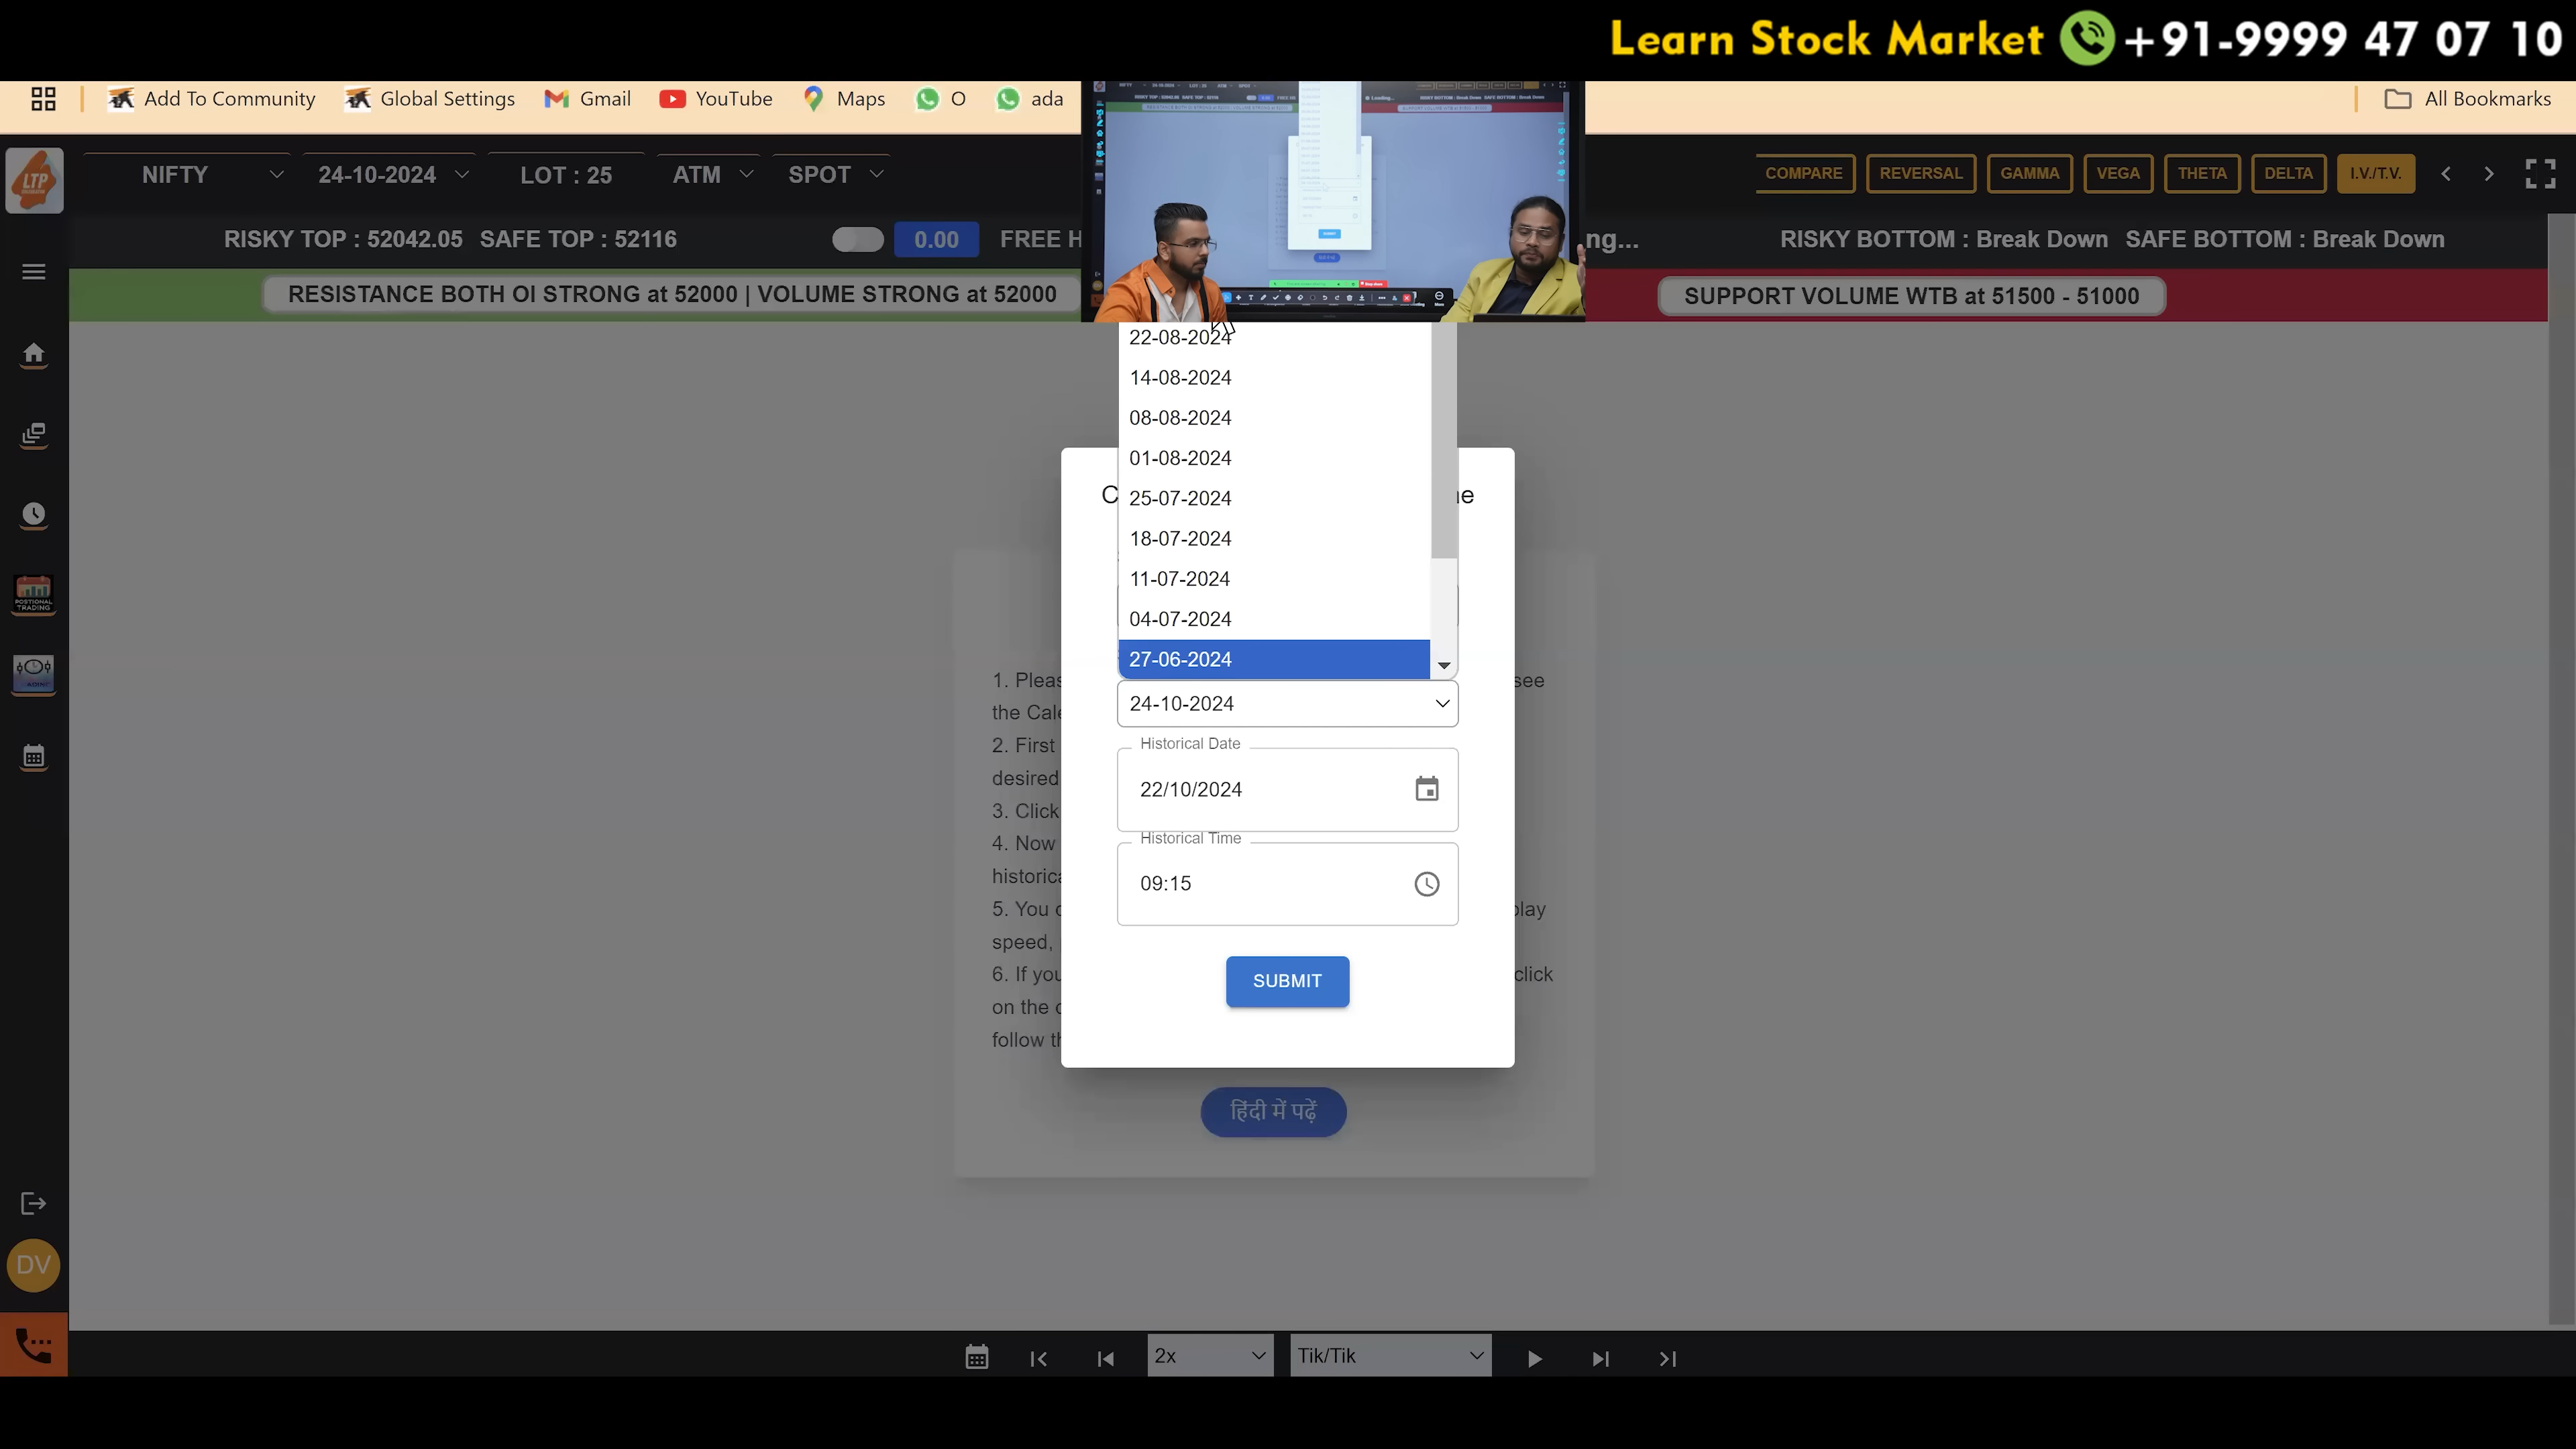 Learn Stock Market +91-9999 47 07 10
Add To Community Global Settings Gmail YouTube Maps O ada All Bookmarks
LTP NIFTY 24-10-2024 LOT : 25 ATM SPOT COMPARE REVERSAL GAMMA VEGA THETA DELTA I.V./T.V.
RISKY TOP : 52042.05 SAFE TOP : 52116 0.00 FREE H ng... RISKY BOTTOM : Break Down SAFE BOTTOM : Break Down
RESISTANCE BOTH OI STRONG at 52000 | VOLUME STRONG at 52000 SUPPORT VOLUME WTB at 51500 - 51000
22-08-2024
14-08-2024
08-08-2024
01-08-2024
C 25-07-2024 e
18-07-2024
11-07-2024
04-07-2024
27-06-2024
24-10-2024
Historical Date
22/10/2024
Historical Time
09:15
SUBMIT
1. Pleas see
the Cale
2. First
desired
3. Click
4. Now
historica
5. You play
speed,
6. If you click
on the
follow th
हिंदी में पढ़ें
POSTIONAL
TRADING
DV
2x Tik/Tik